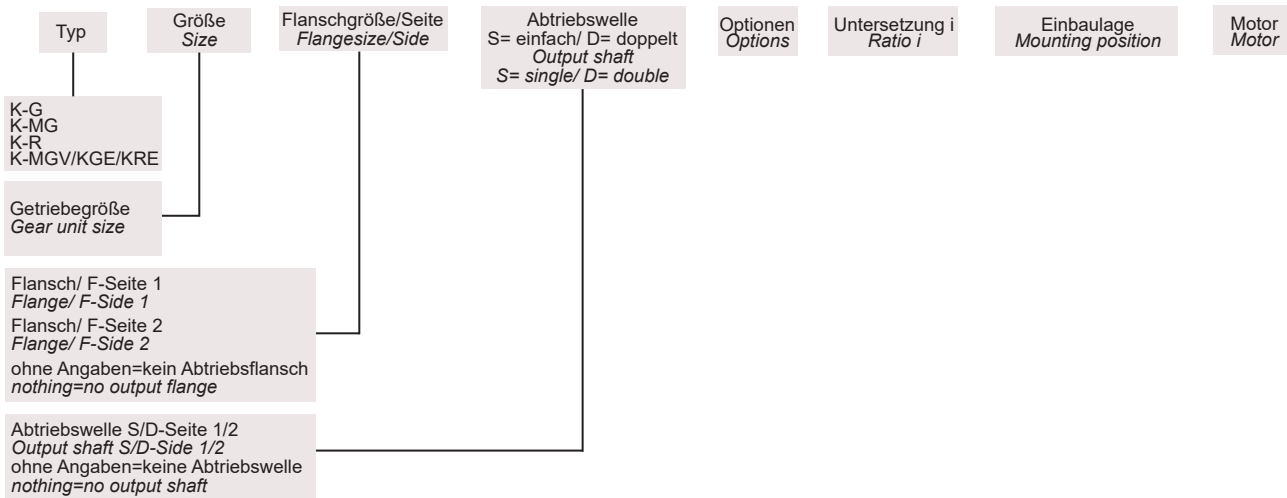 Typ
Größe
Size
Flanschgröße/Seite
Flangesize/Side
Abtriebswelle
S= einfach/ D= doppelt
Output shaft
S= single/ D= double
Optionen
Options
Untersetzung i
Ratio i
Einbaulage
Mounting position
Motor
Motor
K-G
K-MG
K-R
K-MGV/KGE/KRE
Getriebegröße
Gear unit size
Flansch/ F-Seite 1
Flange/ F-Side 1
Flansch/ F-Seite 2
Flange/ F-Side 2
ohne Angaben=kein Abtriebsflansch
nothing=no output flange
Abtriebswelle S/D-Seite 1/2
Output shaft S/D-Side 1/2
ohne Angaben=keine Abtriebswelle
nothing=no output shaft